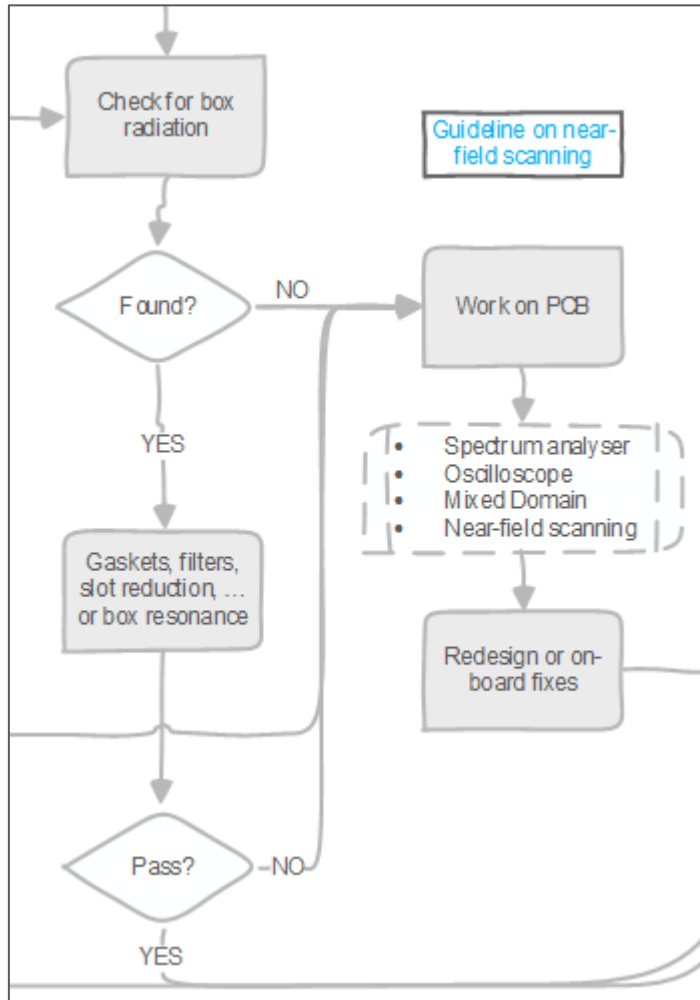 Check for box
radiation
Guideline on near-
field scanning
Found?
NO
Work on PCB
YES
• Spectrum analyser
• Oscilloscope
• Mixed Domain
• Near-field scanning
Gaskets, filters,
slot reduction, ...
or box resonance
Redesign or on-
board fixes
Pass?
NO
YES